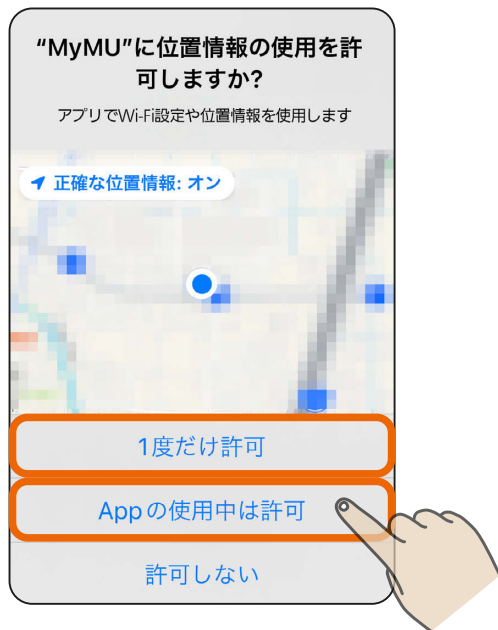 “MyMU”に位置情報の使用を許
可しますか?
アプリでWi-Fi設定や位置情報を使用します
正確な位置情報: オン
1度だけ許可
Appの使用中は許可
許可しない